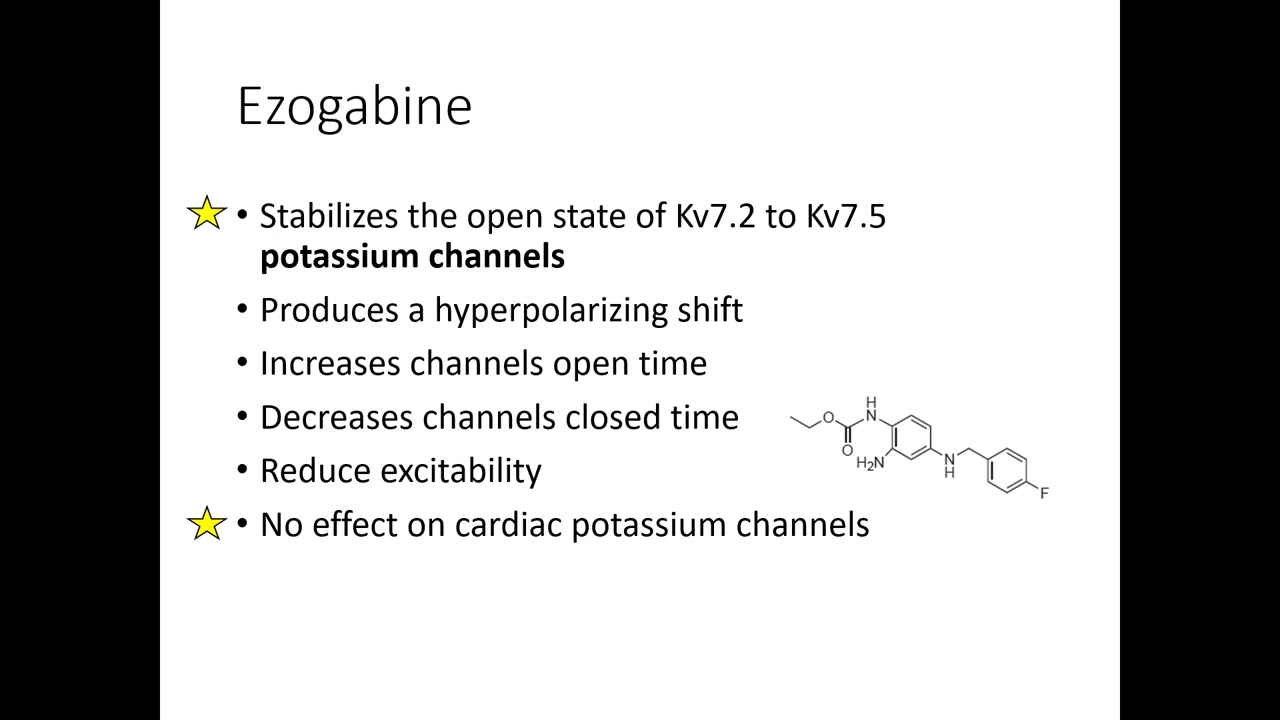 Ezogabine
• Stabilizes the open state of Kv7.2 to Kv7.5
potassium channels
• Produces a hyperpolarizing shift
• Increases channels open time
• Decreases channels closed time
• Reduce excitability
• No effect on cardiac potassium channels
H
O
N
O
H₂N
N
H
F